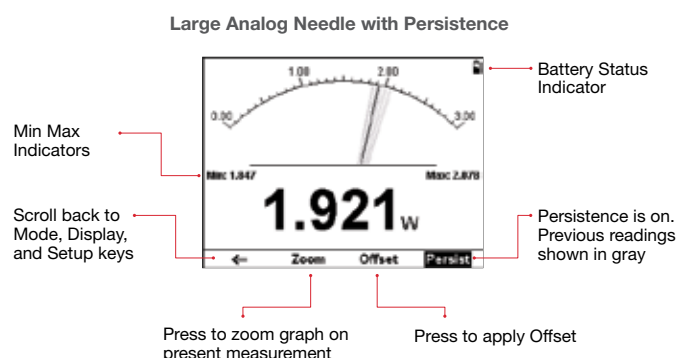 Large Analog Needle with Persistence
1.00
2.00
0.00
3.00
Battery Status
Indicator
Min Max
Indicators
Min: 1.847
Max: 2.078
1.921w
Scroll back to
Mode, Display,
and Setup keys
Persistence is on.
Previous readings
shown in gray
Zoom
Offset
Persist
Press to zoom graph on
present measurement
Press to apply Offset